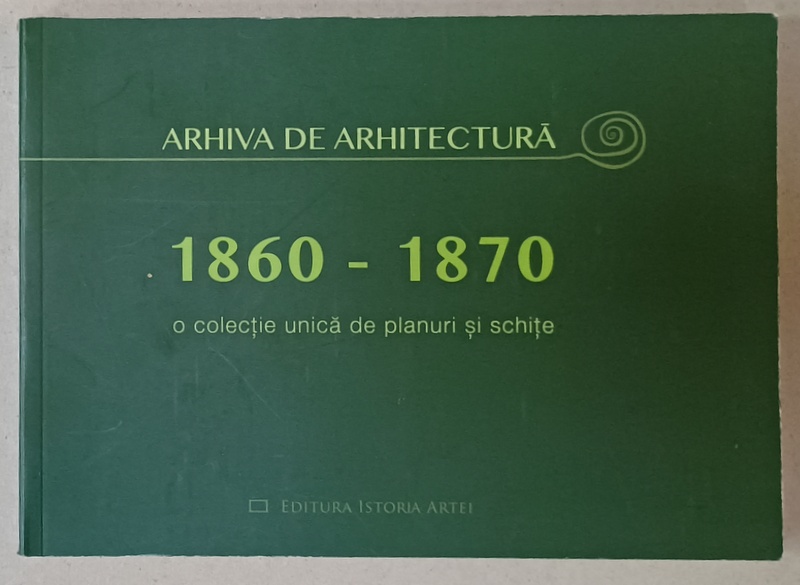 ARHIVA DE ARHITECTURĂ
1860 - 1870
o colecție unică de planuri și schițe
EDITURA ISTORIA ARTEI